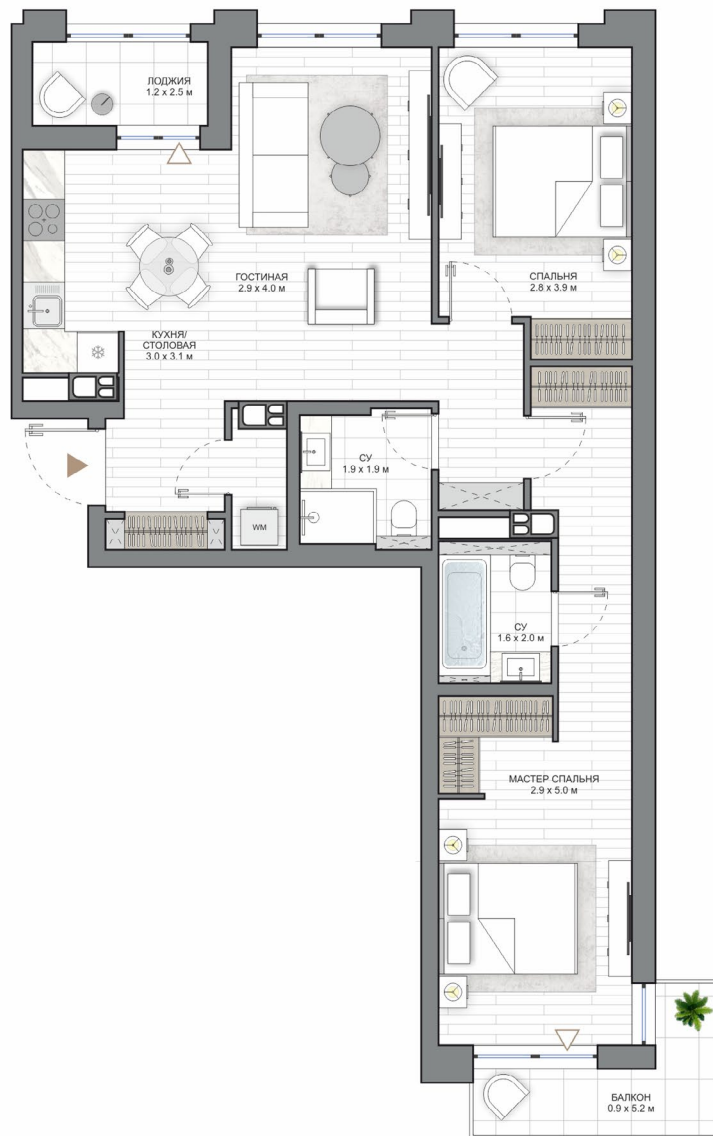 ЛОДЖИЯ
1.2 x 2.5 м
ГОСТИНАЯ
2.9 x 4.0 м
СПАЛЬНЯ
2.8 x 3.9 м
КУХНЯ/
СТОЛОВАЯ
3.0 x 3.1 м
СУ
1.9 x 1.9 м
WM
СУ
1.6 x 2.0 м
МАСТЕР СПАЛЬНЯ
2.9 x 5.0 м
БАЛКОН
0.9 x 5.2 м